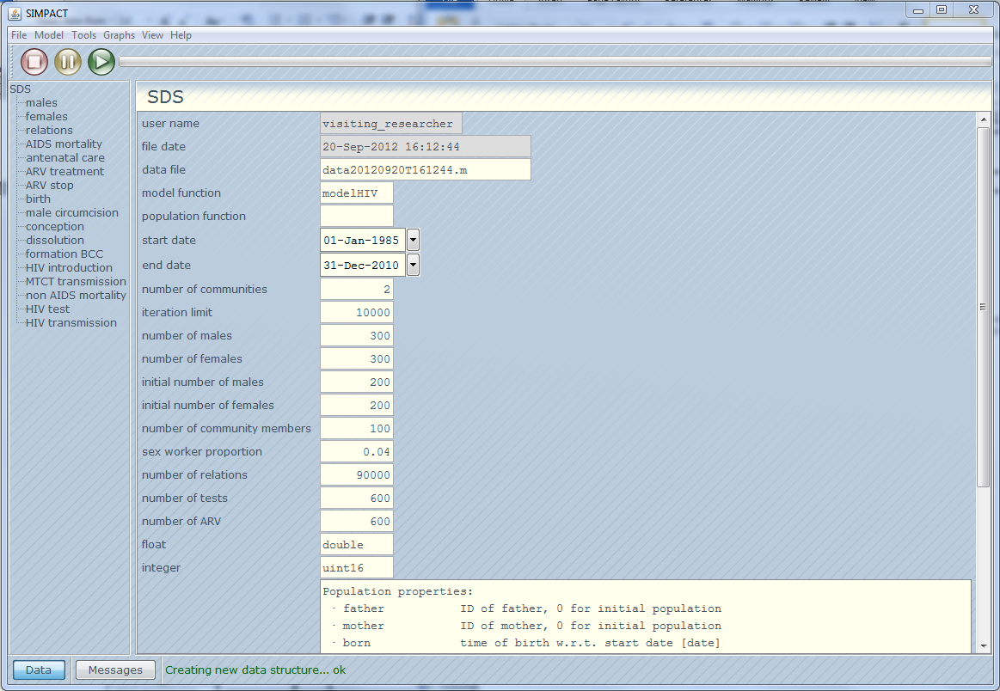 SIMPACT
File Model Tools Graphs View Help
SDS
males
females
relations
AIDS mortality
antenatal care
ARV treatment
ARV stop
birth
male circumcision
conception
dissolution
formation BCC
HIV introduction
MTCT transmission
non AIDS mortality
HIV test
HIV transmission
SDS
user name visiting_researcher
file date 20-Sep-2012 16:12:44
data file data20120920T161244.m
model function modelHIV
population function
start date 01-Jan-1985
end date 31-Dec-2010
number of communities 2
iteration limit 10000
number of males 300
number of females 300
initial number of males 200
initial number of females 200
number of community members 100
sex worker proportion 0.04
number of relations 90000
number of tests 600
number of ARV 600
float double
integer uint16
Population properties:
· father ID of father, 0 for initial population
· mother ID of mother, 0 for initial population
· born time of birth w.r.t. start date [date]
Data Messages Creating new data structure... ok